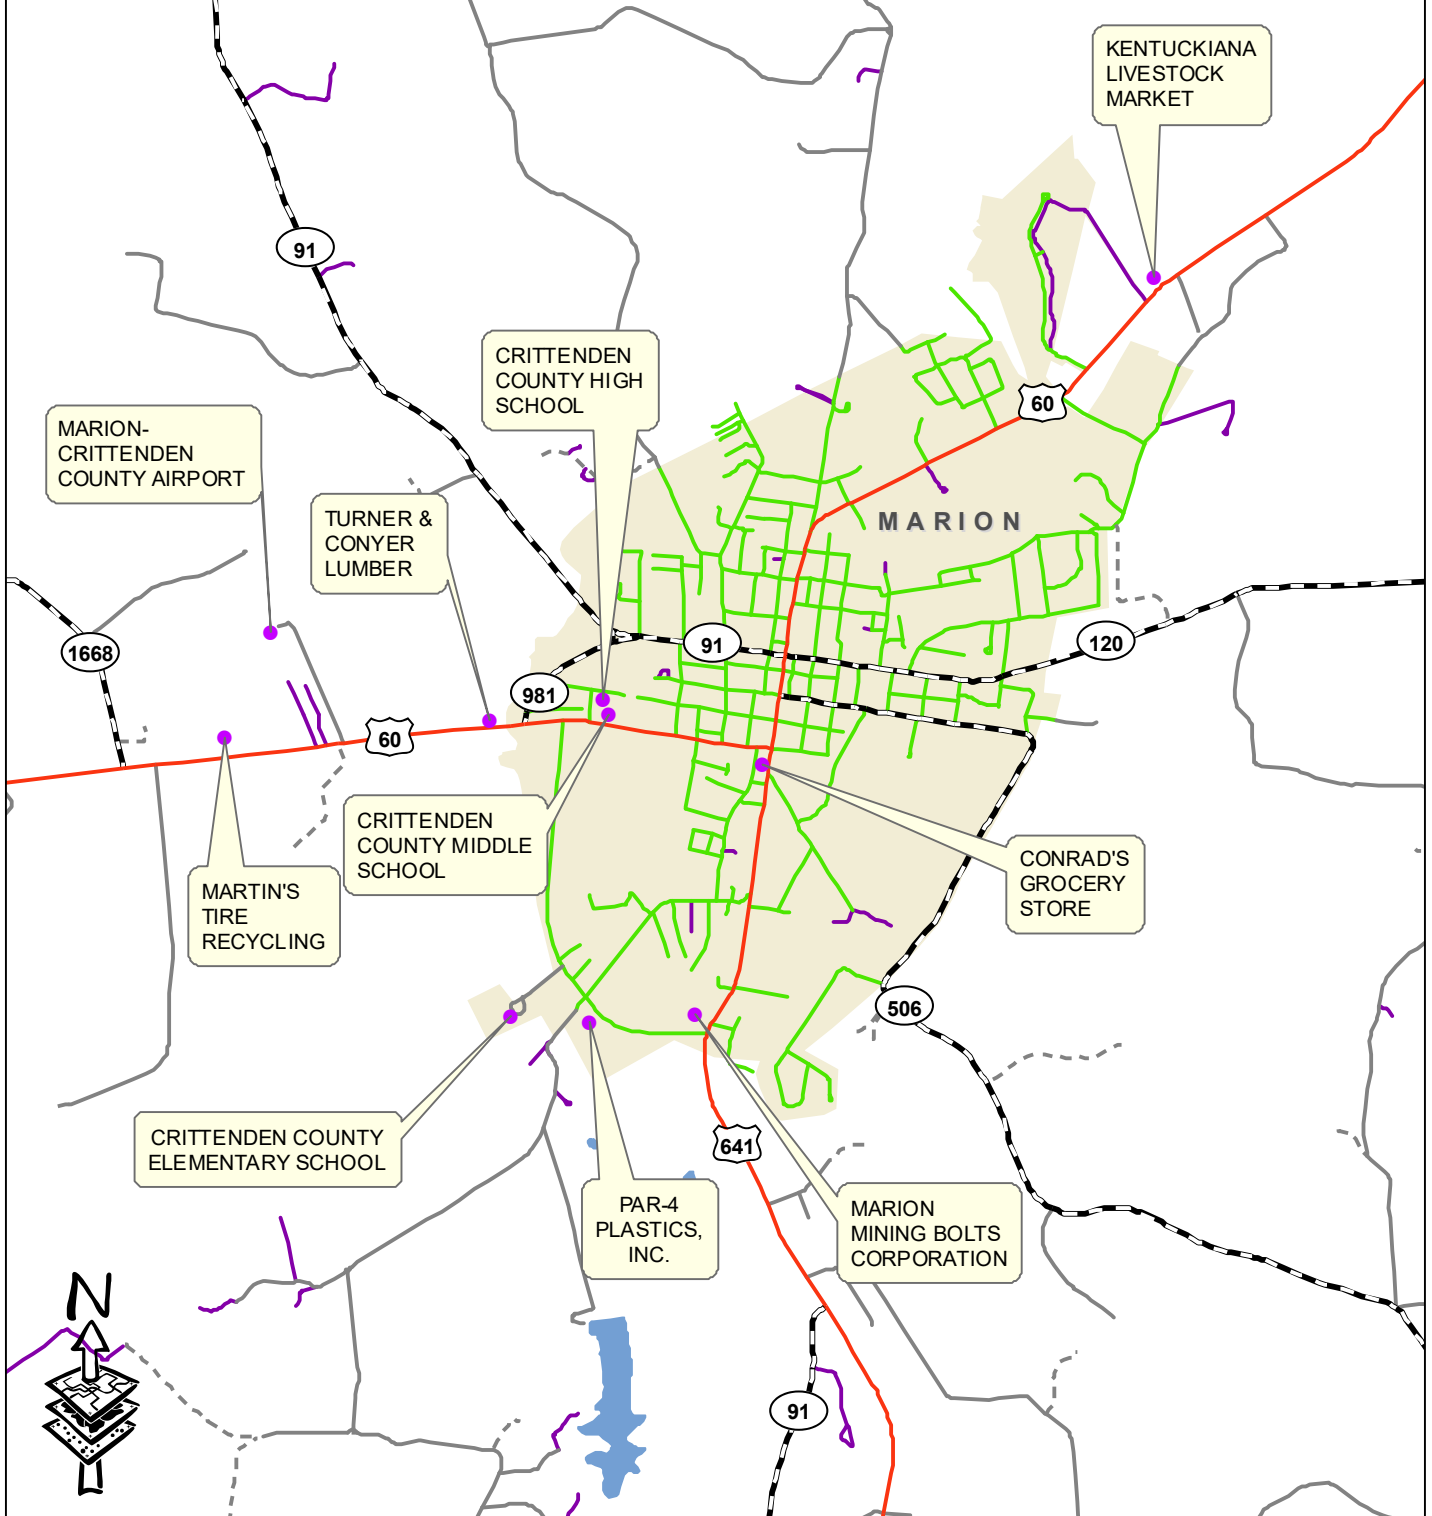 KENTUCKIANA
LIVESTOCK
MARKET
91
CRITTENDEN
COUNTY HIGH
SCHOOL
60
MARION-
CRITTENDEN
COUNTY AIRPORT
TURNER &
CONYER
LUMBER
MARION
91
120
1668
981
60
CRITTENDEN
COUNTY MIDDLE
SCHOOL
CONRAD'S
GROCERY
STORE
MARTIN'S
TIRE
RECYCLING
506
CRITTENDEN COUNTY
ELEMENTARY SCHOOL
641
PAR-4
PLASTICS,
INC.
MARION
MINING BOLTS
CORPORATION
N
91